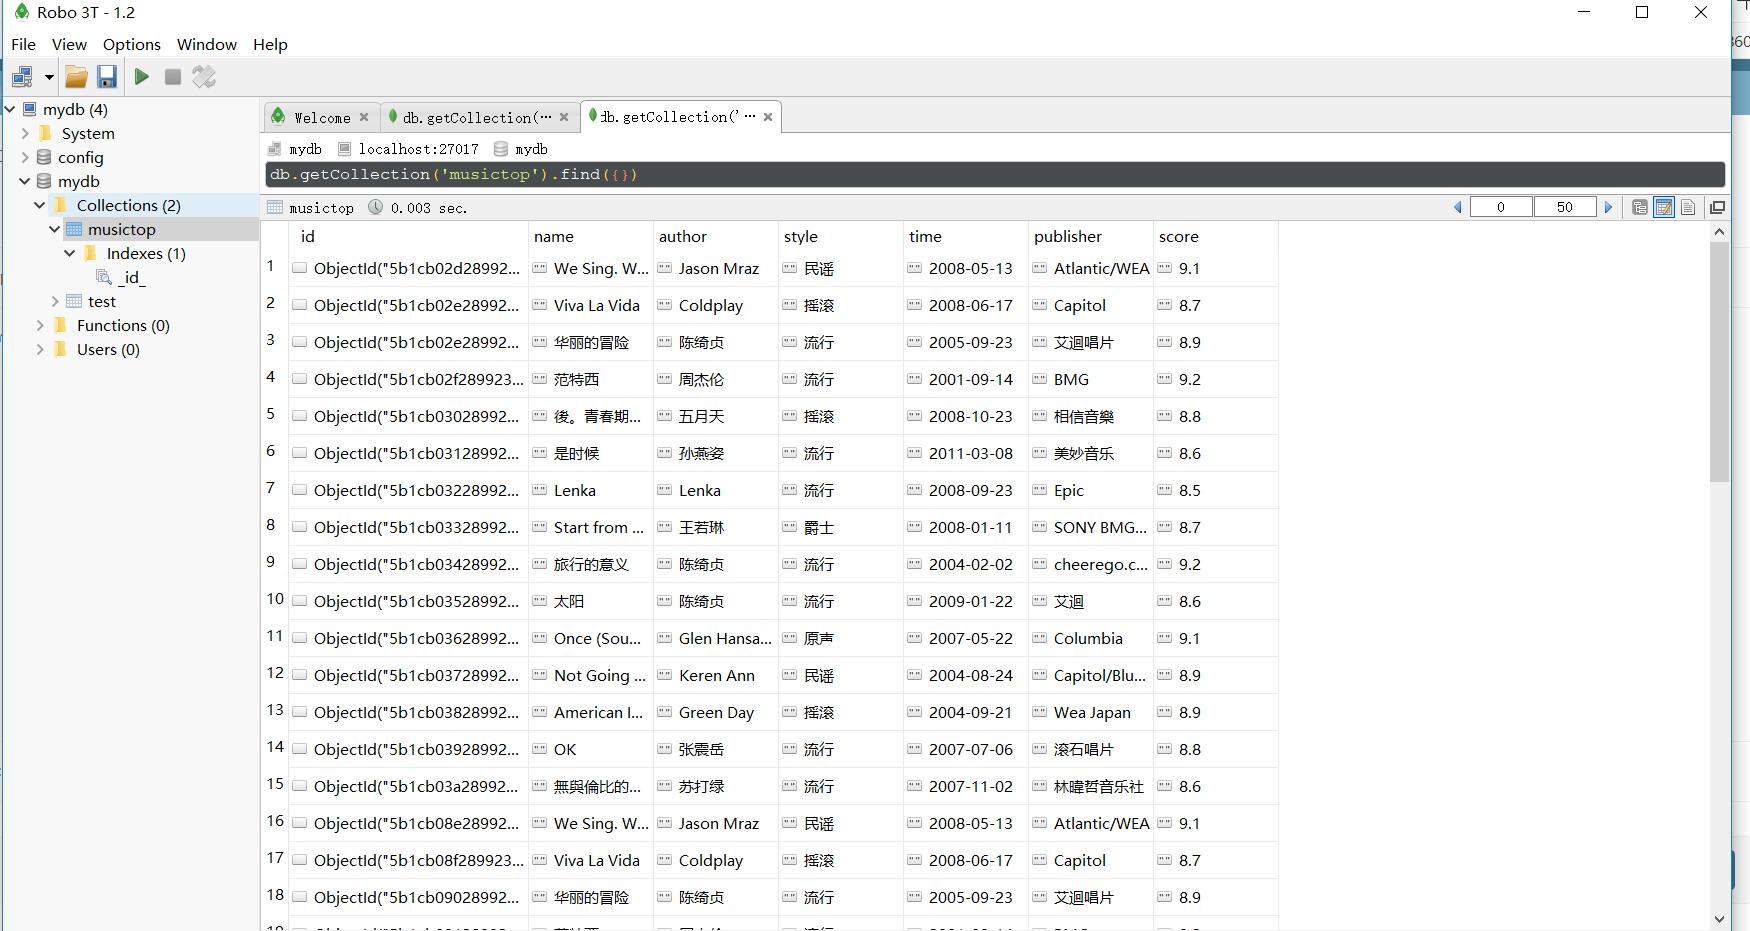 Robo 3T - 1.2
File View Options Window Help
mydb (4)
System
config
mydb
Collections (2)
musictop
Indexes (1)
_id_
test
Functions (0)
Users (0)
Welcome db.getCollection(… db.getCollection('…
mydb localhost:27017 mydb
db.getCollection('musictop').find({})
musictop 0.003 sec. 0 50
id name author style time publisher score
1 ObjectId("5b1cb02d28992... We Sing. W... Jason Mraz 民谣 2008-05-13 Atlantic/WEA 9.1
2 ObjectId("5b1cb02e28992... Viva La Vida Coldplay 摇滚 2008-06-17 Capitol 8.7
3 ObjectId("5b1cb02e28992... 华丽的冒险 陈绮贞 流行 2005-09-23 艾迴唱片 8.9
4 ObjectId("5b1cb02f289923... 范特西 周杰伦 流行 2001-09-14 BMG 9.2
5 ObjectId("5b1cb03028992... 後。青春期... 五月天 摇滚 2008-10-23 相信音樂 8.8
6 ObjectId("5b1cb03128992... 是时候 孙燕姿 流行 2011-03-08 美妙音乐 8.6
7 ObjectId("5b1cb03228992... Lenka Lenka 流行 2008-09-23 Epic 8.5
8 ObjectId("5b1cb03328992... Start from ... 王若琳 爵士 2008-01-11 SONY BMG... 8.7
9 ObjectId("5b1cb03428992... 旅行的意义 陈绮贞 流行 2004-02-02 cheerego.c... 9.2
10 ObjectId("5b1cb03528992... 太阳 陈绮贞 流行 2009-01-22 艾迴 8.6
11 ObjectId("5b1cb03628992... Once (Sou... Glen Hansa... 原声 2007-05-22 Columbia 9.1
12 ObjectId("5b1cb03728992... Not Going ... Keren Ann 民谣 2004-08-24 Capitol/Blu... 8.9
13 ObjectId("5b1cb03828992... American I... Green Day 摇滚 2004-09-21 Wea Japan 8.9
14 ObjectId("5b1cb03928992... OK 张震岳 流行 2007-07-06 滚石唱片 8.8
15 ObjectId("5b1cb03a28992... 無與倫比的... 苏打绿 流行 2007-11-02 林暐哲音乐社 8.6
16 ObjectId("5b1cb08e28992... We Sing. W... Jason Mraz 民谣 2008-05-13 Atlantic/WEA 9.1
17 ObjectId("5b1cb08f289923... Viva La Vida Coldplay 摇滚 2008-06-17 Capitol 8.7
18 ObjectId("5b1cb09028992... 华丽的冒险 陈绮贞 流行 2005-09-23 艾迴唱片 8.9